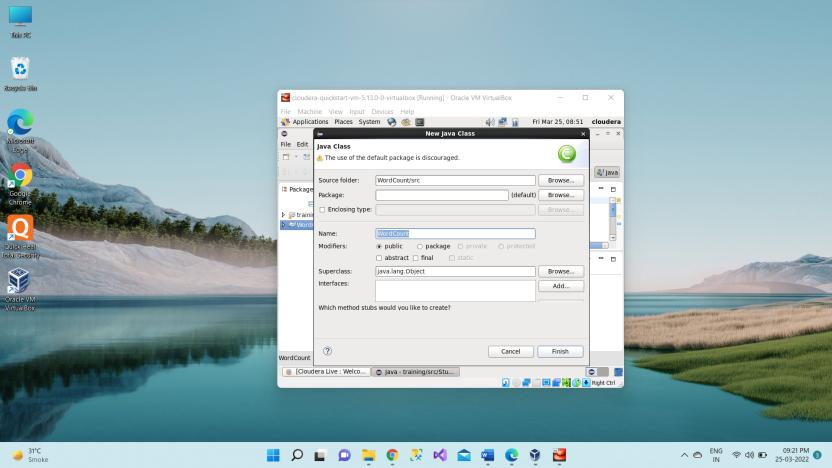 This PC
Recycle Bin
Microsoft
Edge
Google
Chrome
Quick Heal
Total Security
Oracle VM
VirtualBox
cloudera-quickstart-vm-5.13.0-0-virtualbox [Running] - Oracle VM VirtualBox
File Machine View Input Devices Help
Applications Places System Fri Mar 25, 08:51 cloudera
New Java Class
File Edit
Java Class
The use of the default package is discouraged.
Java
Source folder: WordCount/src Browse...
Package: (default) Browse...
Enclosing type: Browse...
Package
training
Word
Name: WordCount
Modifiers: public package private protected
abstract final static
Superclass: java.lang.Object Browse...
Interfaces: Add...
Which method stubs would you like to create?
? Cancel Finish
WordCount
[Cloudera Live : Welco... Java - training/src/Stu...
Right Ctrl
31°C
Smoke
ENG
IN
09:21 PM
25-03-2022
3